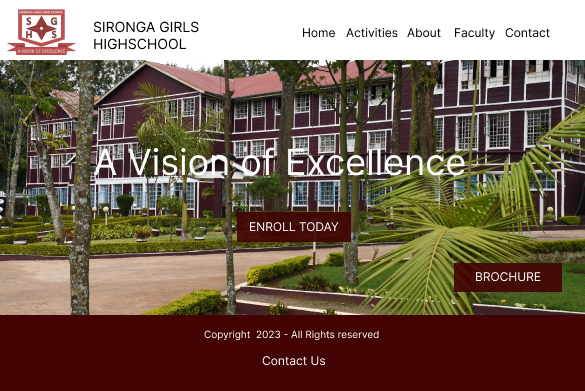 S G
H S
A VISION OF EXCELLENCE
SIRONGA GIRLS
HIGHSCHOOL
Home Activities About Faculty Contact
A Vision of Excellence
ENROLL TODAY
BROCHURE
Copyright 2023 - All Rights reserved
Contact Us